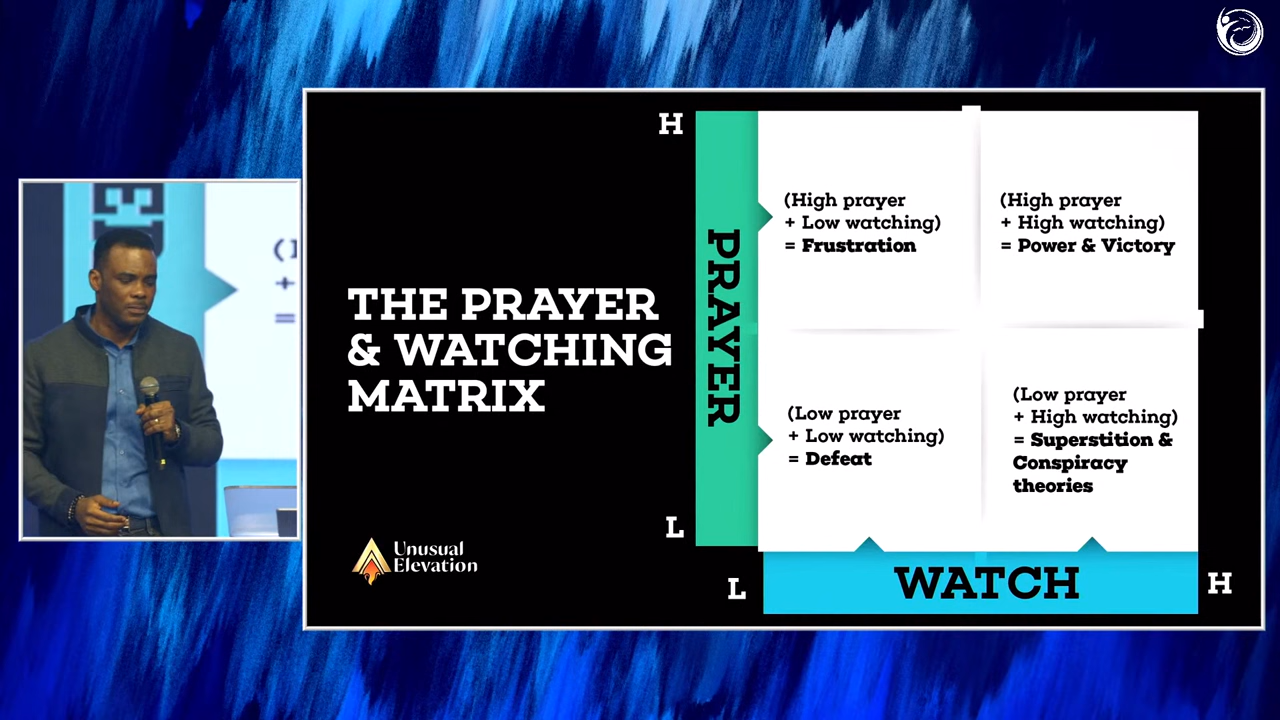 H
THE PRAYER
& WATCHING
MATRIX
PRAYER
(High prayer
+ Low watching)
= Frustration
(High prayer
+ High watching)
= Power & Victory
(Low prayer
+ Low watching)
= Defeat
(Low prayer
+ High watching)
= Superstition &
Conspiracy
theories
L
Unusual
Elevation
L
WATCH
H